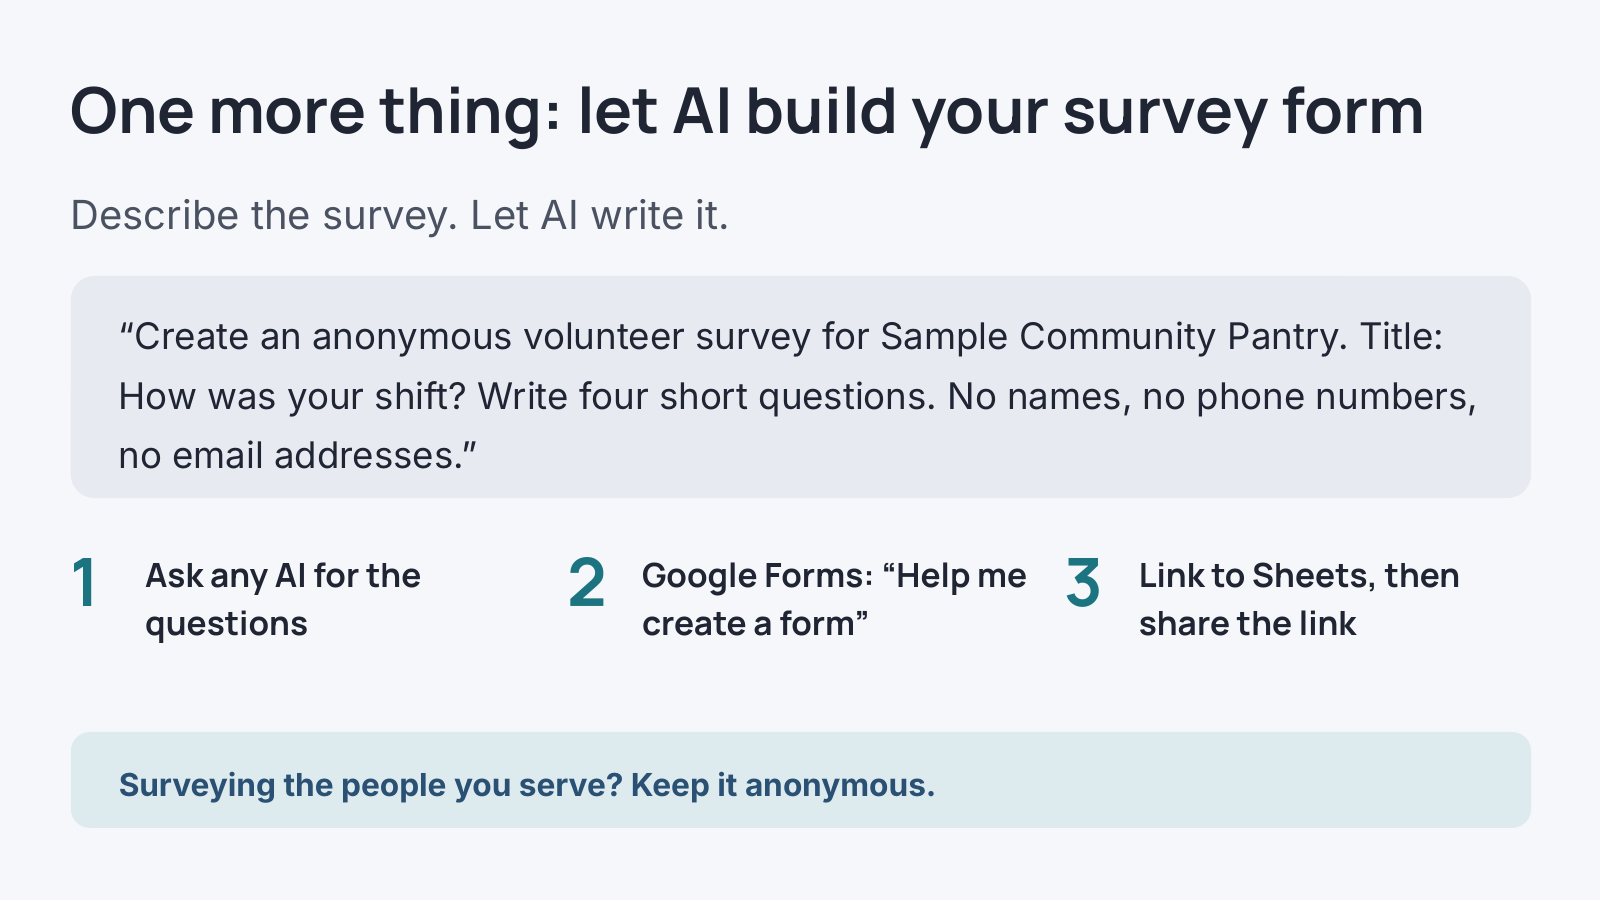 One more thing: let AI build your survey form
Describe the survey. Let AI write it.
“Create an anonymous volunteer survey for Sample Community Pantry. Title:
How was your shift? Write four short questions. No names, no phone numbers,
no email addresses.”
1 Ask any AI for the
questions
2 Google Forms: “Help me
create a form”
3 Link to Sheets, then
share the link
Surveying the people you serve? Keep it anonymous.